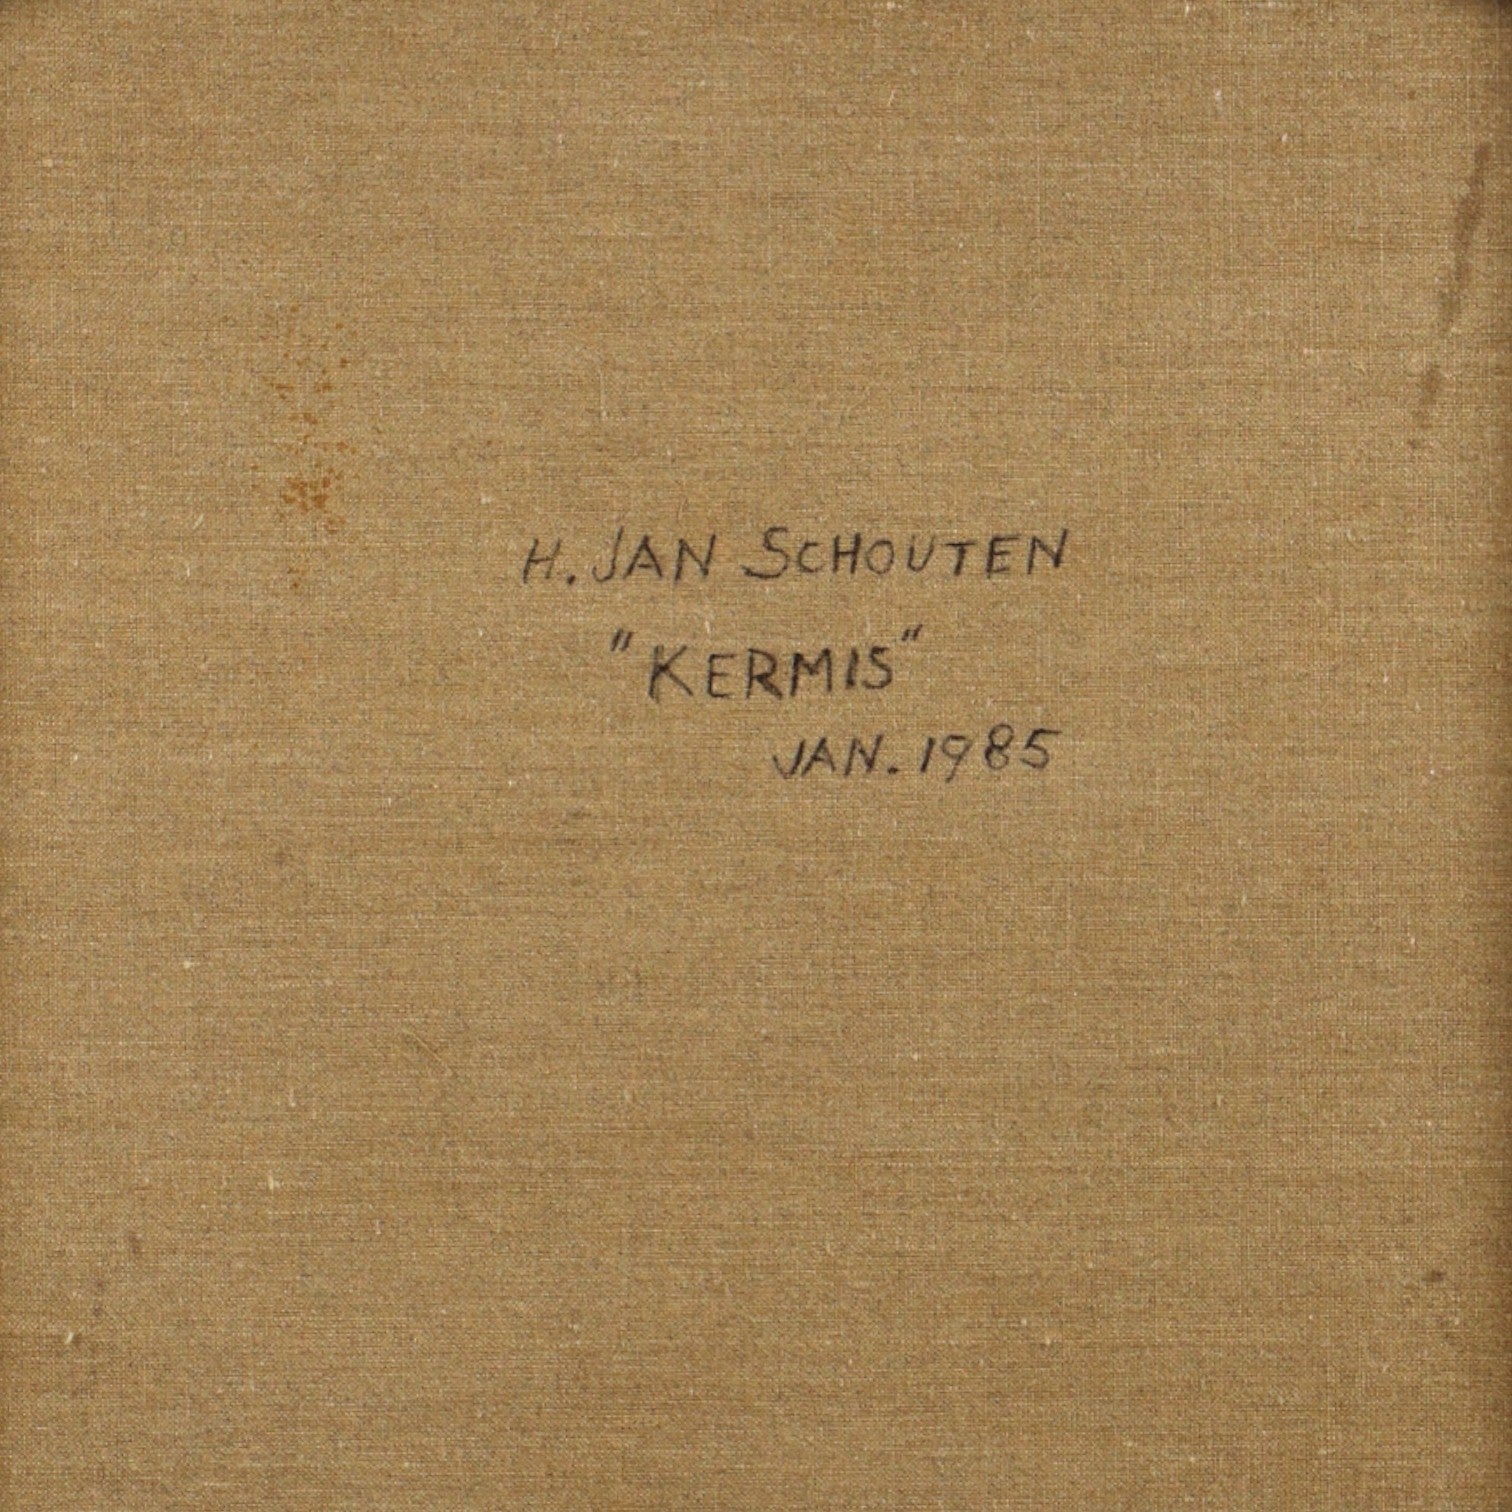 H. JAN SCHOUTEN
"KERMIS"
JAN. 1985